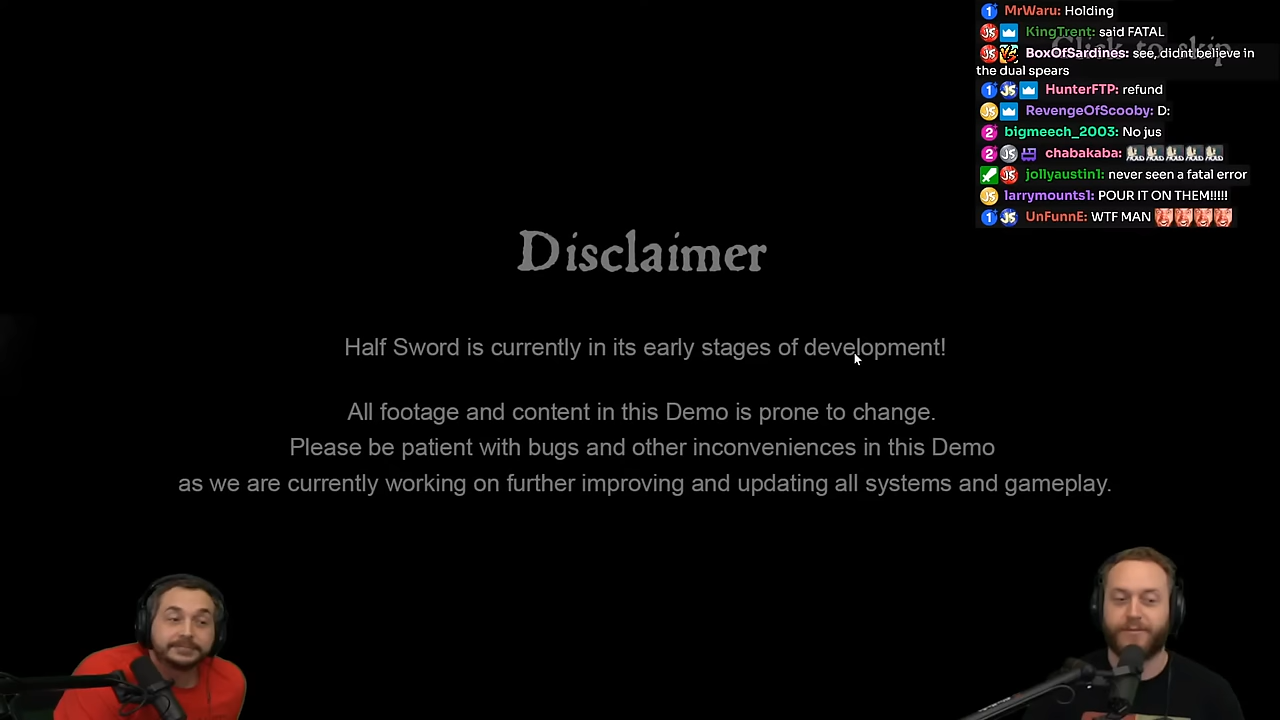 MrWaru: Holding
KingTrent: said FATAL
Click to skip
BoxOfSardines: see, didnt believe in
the dual spears
HunterFTP: refund
RevengeOfScooby: D:
bigmeech_2003: No jus
chabakaba:
jollyaustin1: never seen a fatal error
larrymounts1: POUR IT ON THEM!!!!!
UnFunnE: WTF MAN
Disclaimer
Half Sword is currently in its early stages of development!
All footage and content in this Demo is prone to change.
Please be patient with bugs and other inconveniences in this Demo
as we are currently working on further improving and updating all systems and gameplay.